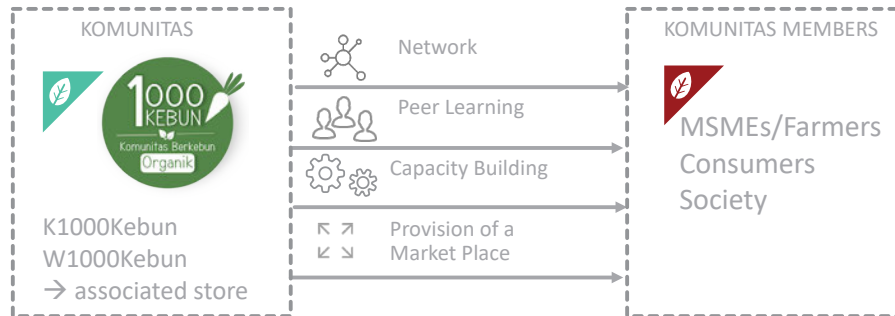 KOMUNITAS
1000
KEBUN
Komunitas Berkebun
Organik
K1000Kebun
W1000Kebun
→ associated store
Network
Peer Learning
Capacity Building
Provision of a
Market Place
KOMUNITAS MEMBERS
MSMEs/Farmers
Consumers
Society